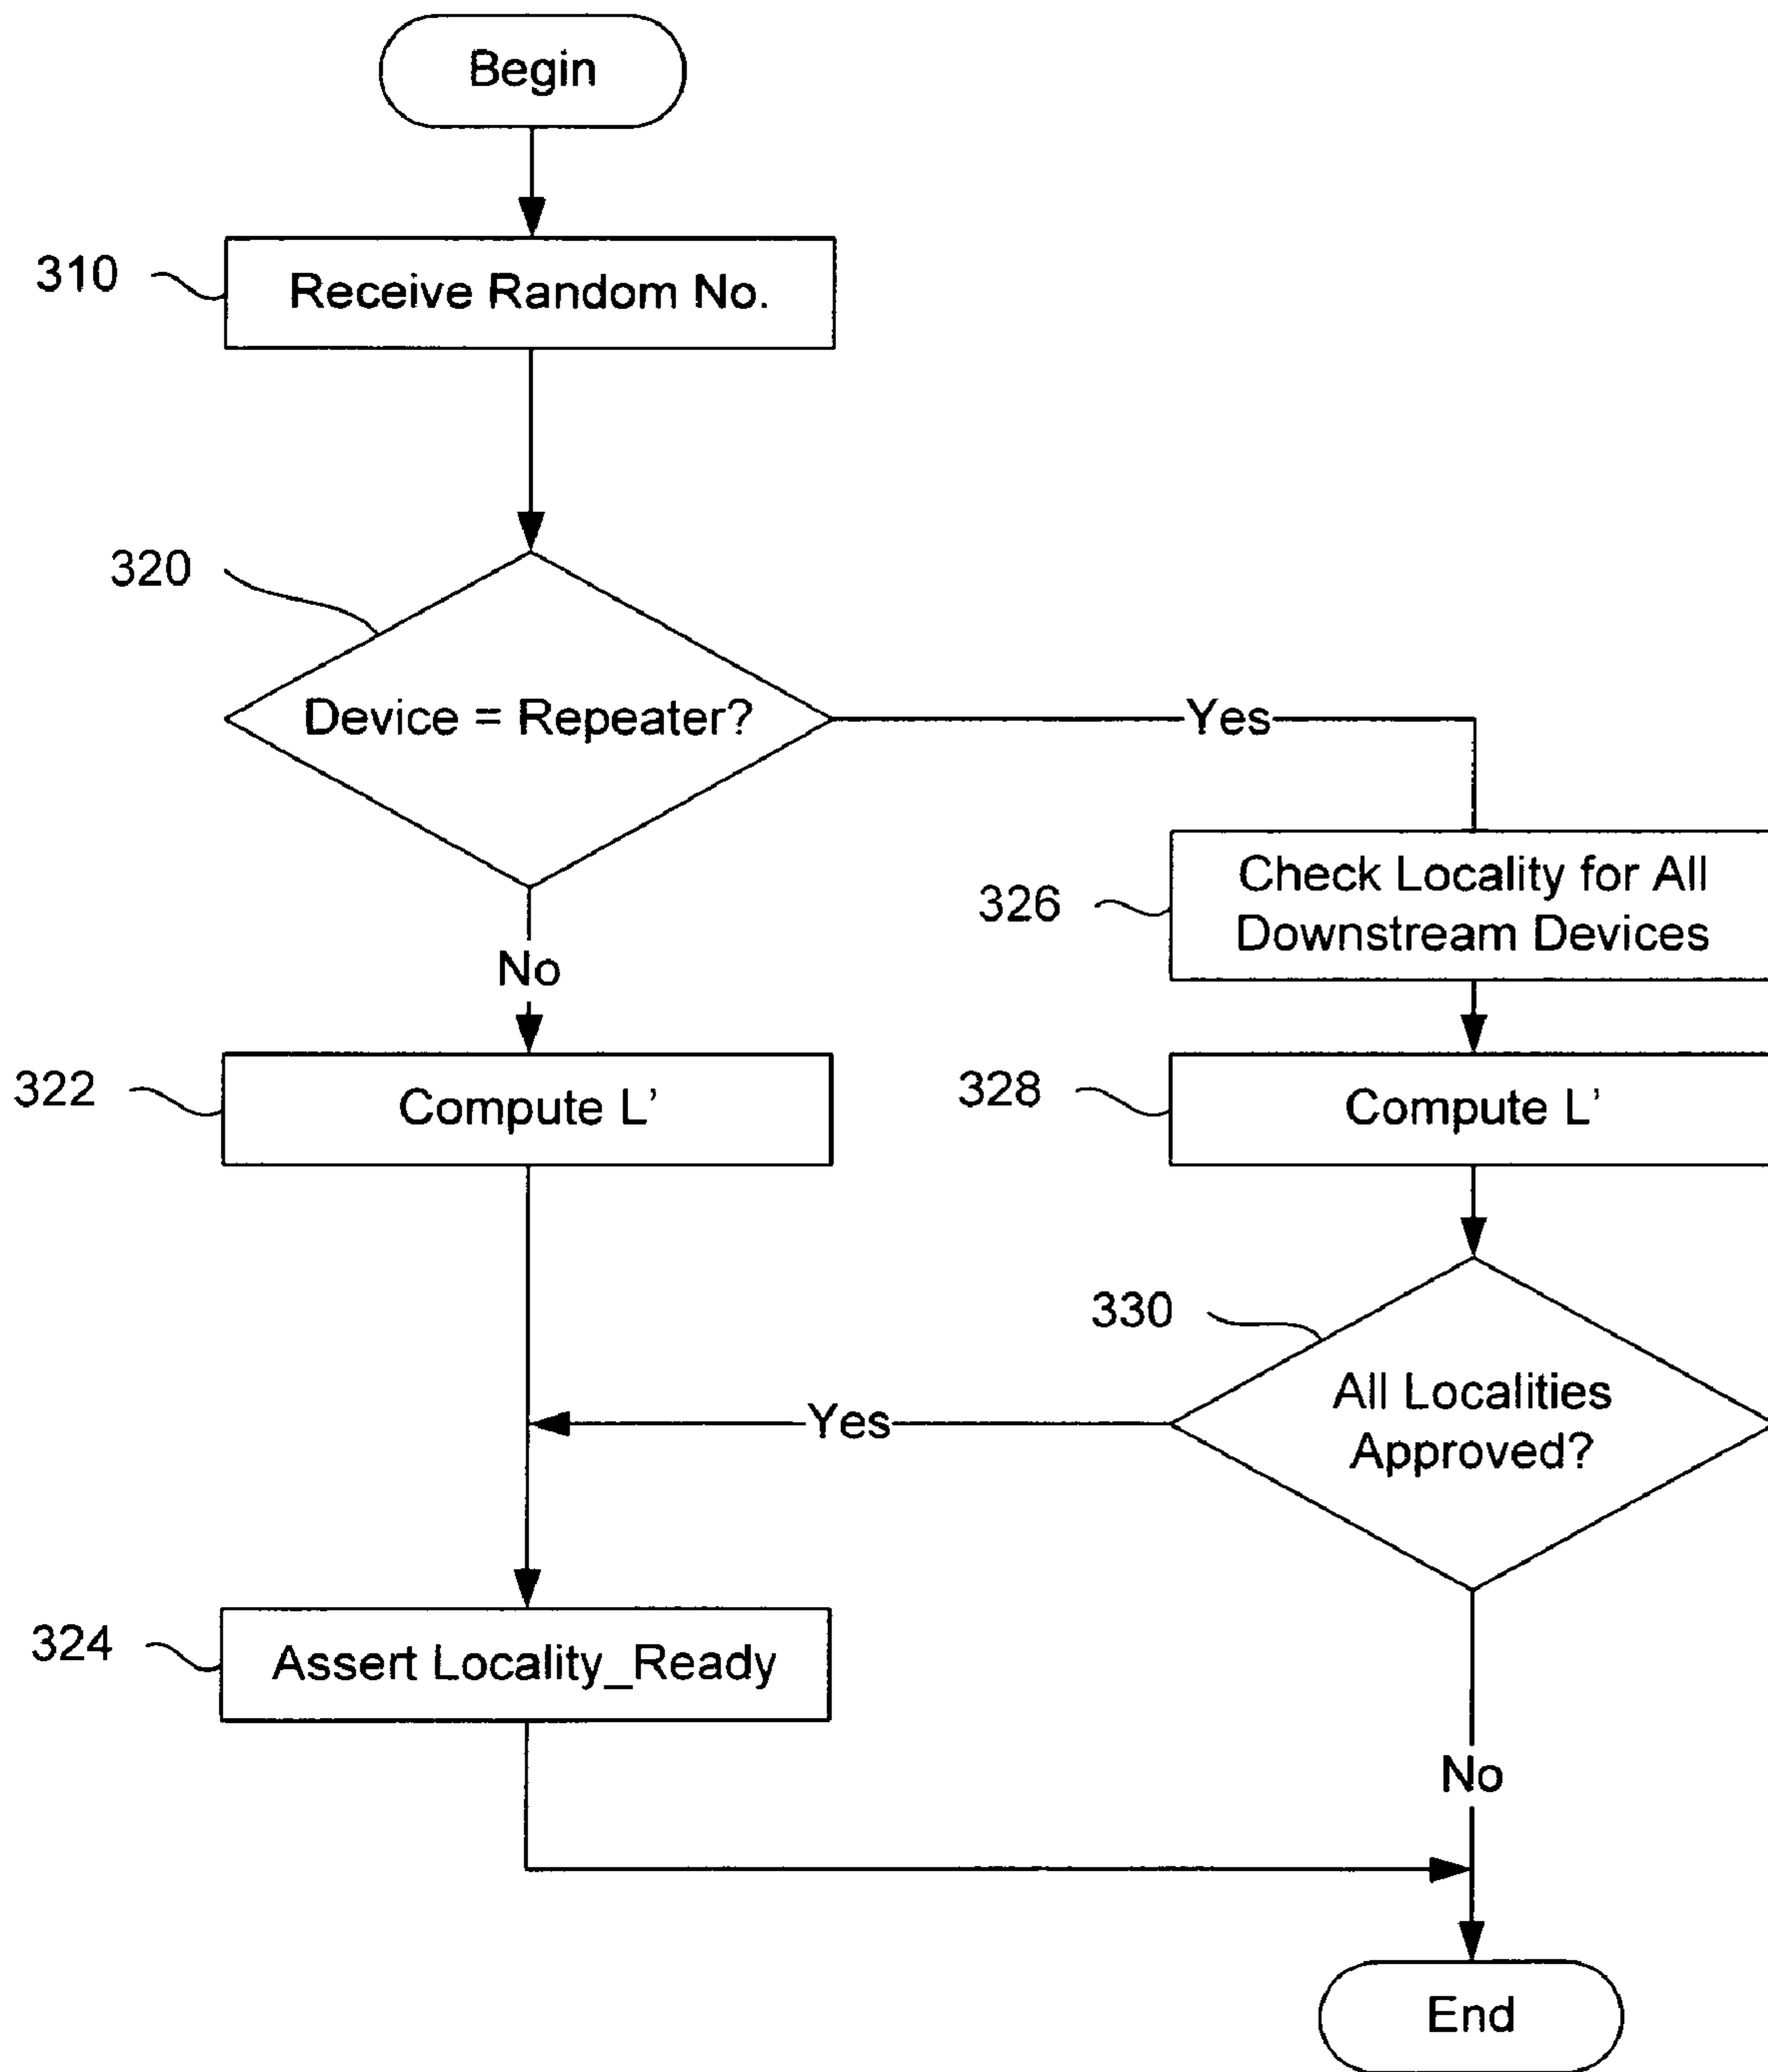 Begin
310
Receive Random No.
320
Device = Repeater?
Yes
326
Check Locality for All
Downstream Devices
No
322
Compute L’
328
Compute L’
330
All Localities
Approved?
Yes
324
Assert Locality_Ready
No
End